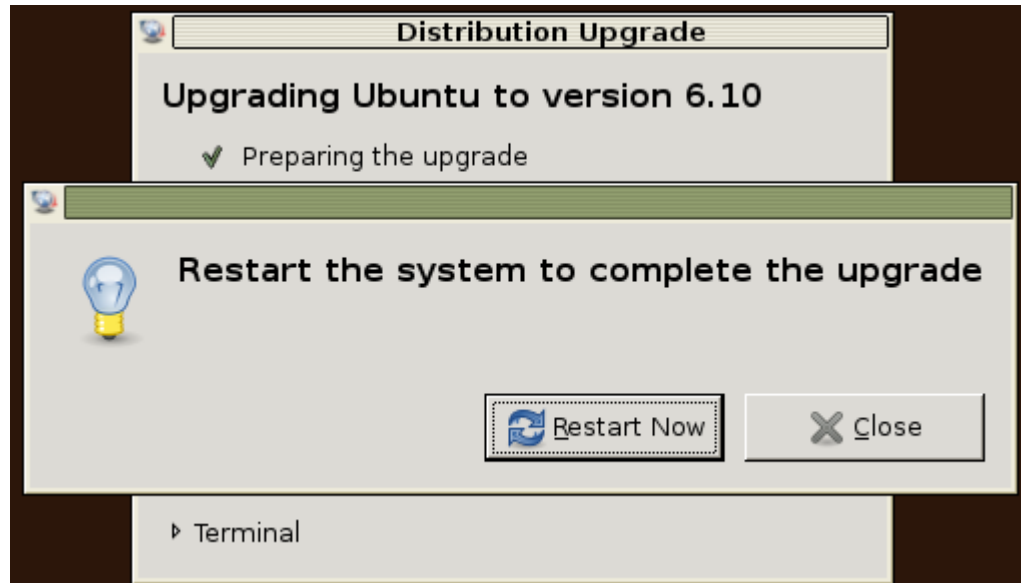 Distribution Upgrade
Upgrading Ubuntu to version 6.10
Preparing the upgrade
Restart the system to complete the upgrade
Restart Now
Close
Terminal